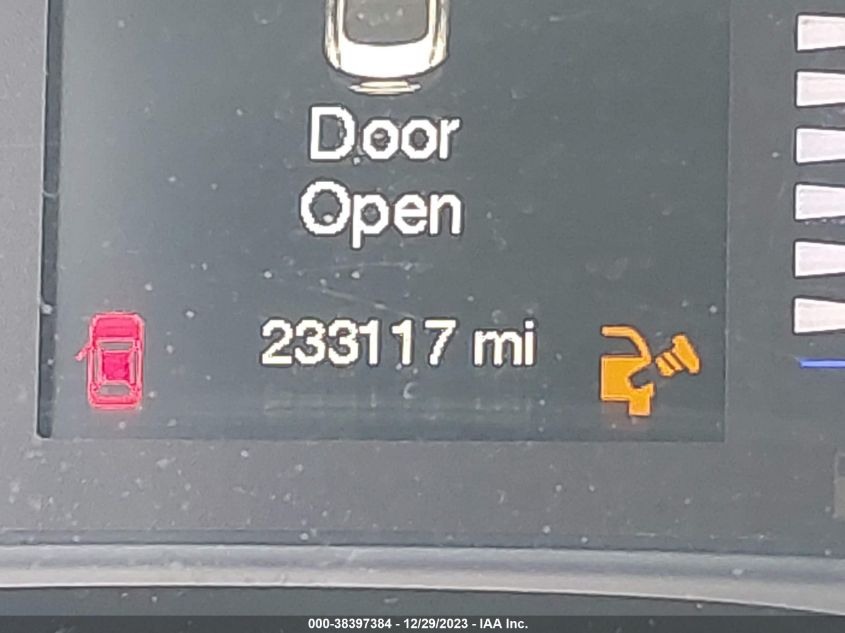 Door
Open
233117 mi
000-38397384 - 12/29/2023 - IAA Inc.